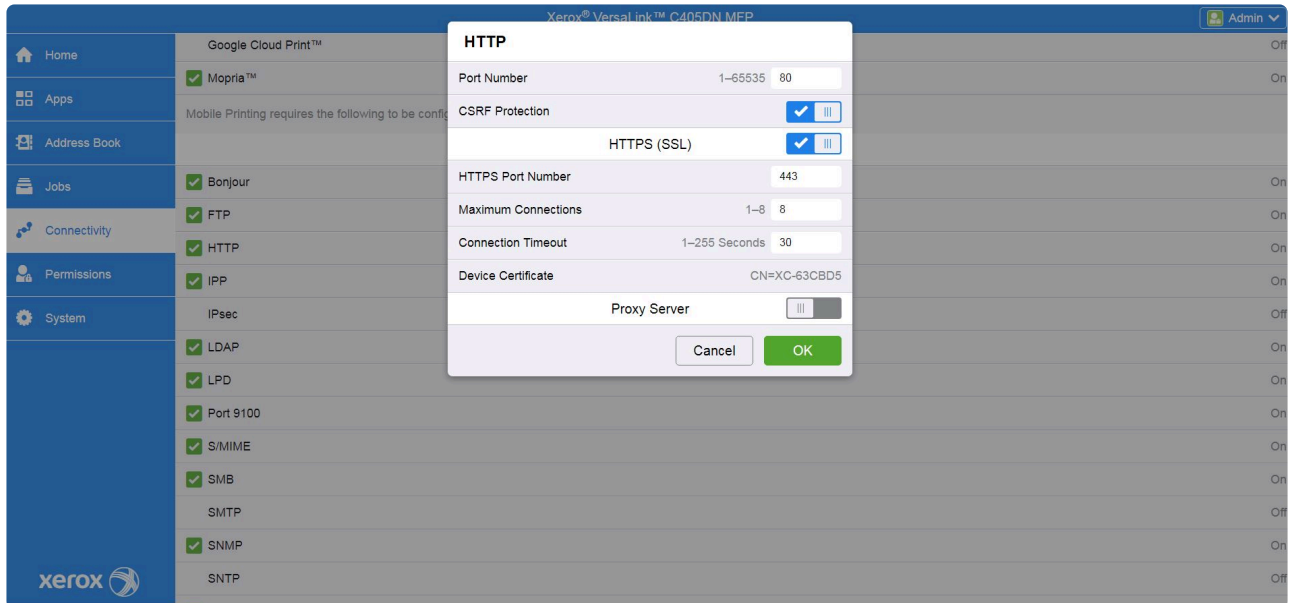 Xerox® VersaLink™ C405DN MFP
Admin
Home
Apps
Address Book
Jobs
Connectivity
Permissions
System
xerox
Google Cloud Print™ Off
Mopria™ On
Mobile Printing requires the following to be
Bonjour On
FTP On
HTTP On
IPP On
IPsec Off
LDAP On
LPD On
Port 9100 On
S/MIME On
SMB On
SMTP Off
SNMP On
SNTP Off
HTTP
Port Number 1–65535 80
CSRF Protection
HTTPS (SSL)
HTTPS Port Number 443
Maximum Connections 1–8 8
Connection Timeout 1–255 Seconds 30
Device Certificate CN=XC-63CBD5
Proxy Server
Cancel OK